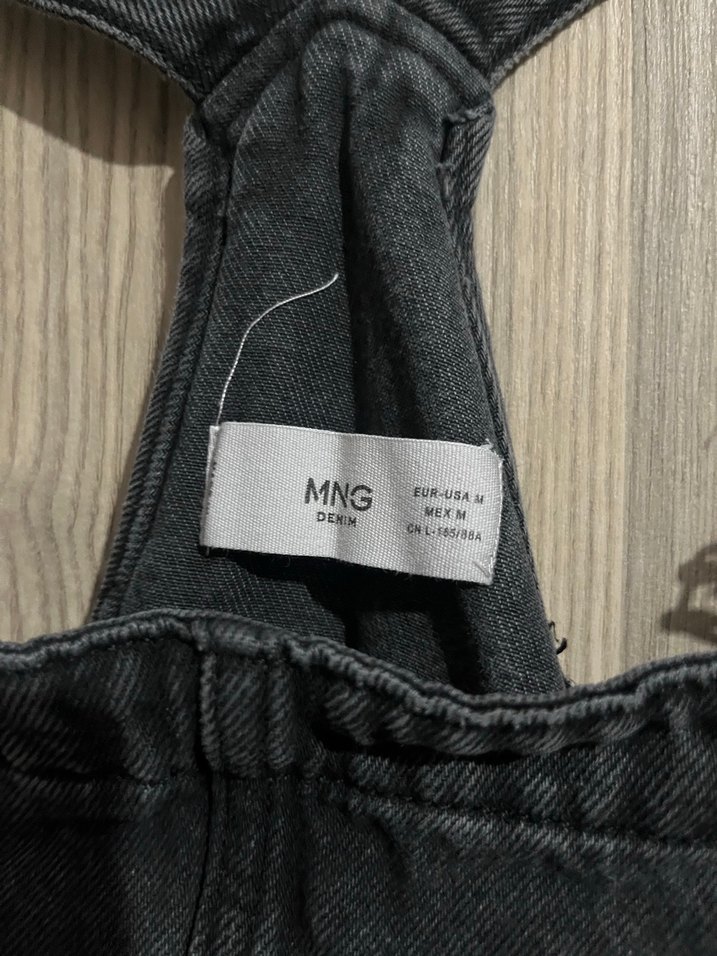 MNG
DENIM
EUR-USA M
MEX M
CN L-165/88A